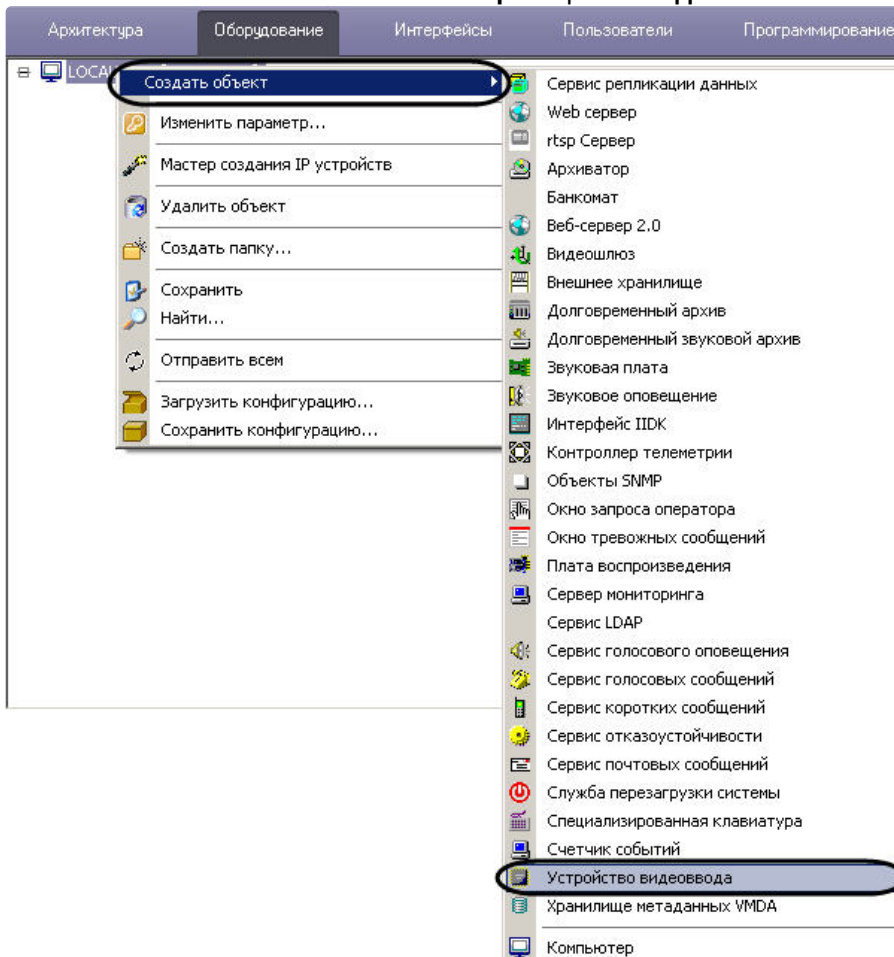 Архитектура Оборудование Интерфейсы Пользователи Программирование
LOCAL
Создать объект
Изменить параметр...
Мастер создания IP устройств
Удалить объект
Создать папку...
Сохранить
Найти...
Отправить всем
Загрузить конфигурацию...
Сохранить конфигурацию...
Сервис репликации данных
Web сервер
rtsp Сервер
Архиватор
Банкомат
Веб-сервер 2.0
Видеошлюз
Внешнее хранилище
Долговременный архив
Долговременный звуковой архив
Звуковая плата
Звуковое оповещение
Интерфейс IIDK
Контроллер телеметрии
Объекты SNMP
Окно запроса оператора
Окно тревожных сообщений
Плата воспроизведения
Сервер мониторинга
Сервис LDAP
Сервис голосового оповещения
Сервис голосовых сообщений
Сервис коротких сообщений
Сервис отказоустойчивости
Сервис почтовых сообщений
Служба перезагрузки системы
Специализированная клавиатура
Счетчик событий
Устройство видеоввода
Хранилище метаданных VMDA
Компьютер